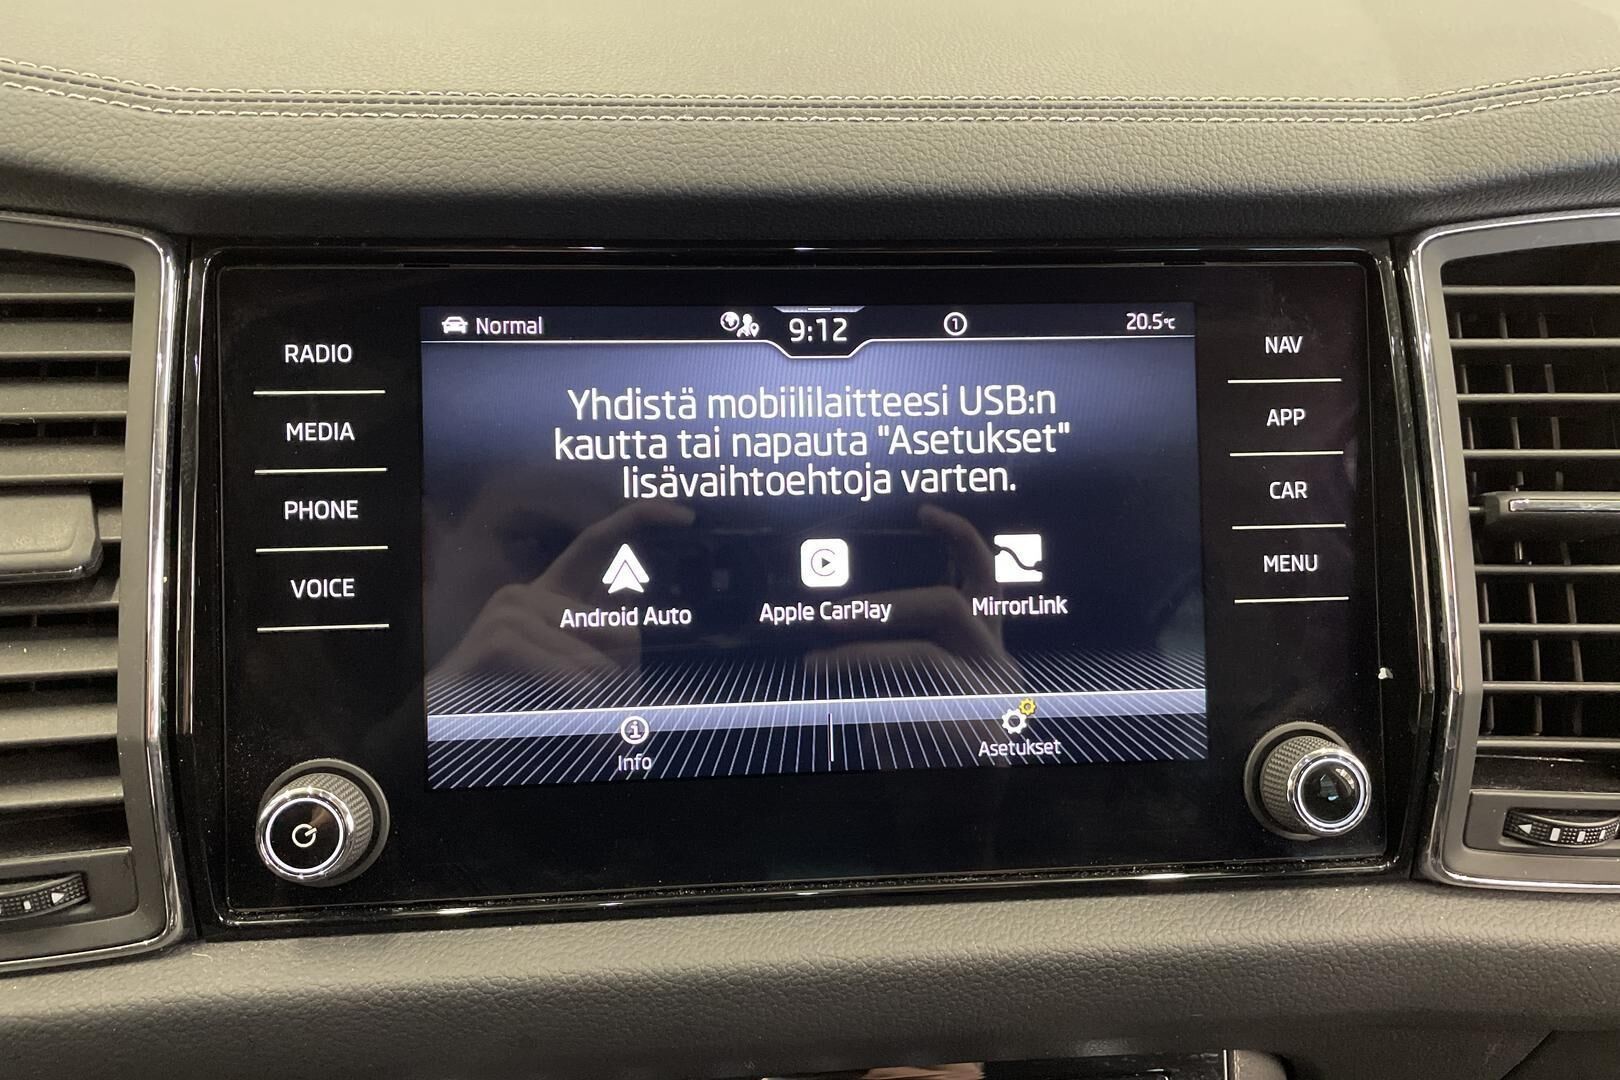 Normal
9:12
1
20.5°C
RADIO
MEDIA
PHONE
VOICE
Yhdistä mobiililaitteesi USB:n
kautta tai napauta "Asetukset"
lisävaihtoehtoja varten.
Android Auto
Apple CarPlay
MirrorLink
Info
Asetukset
NAV
APP
CAR
MENU